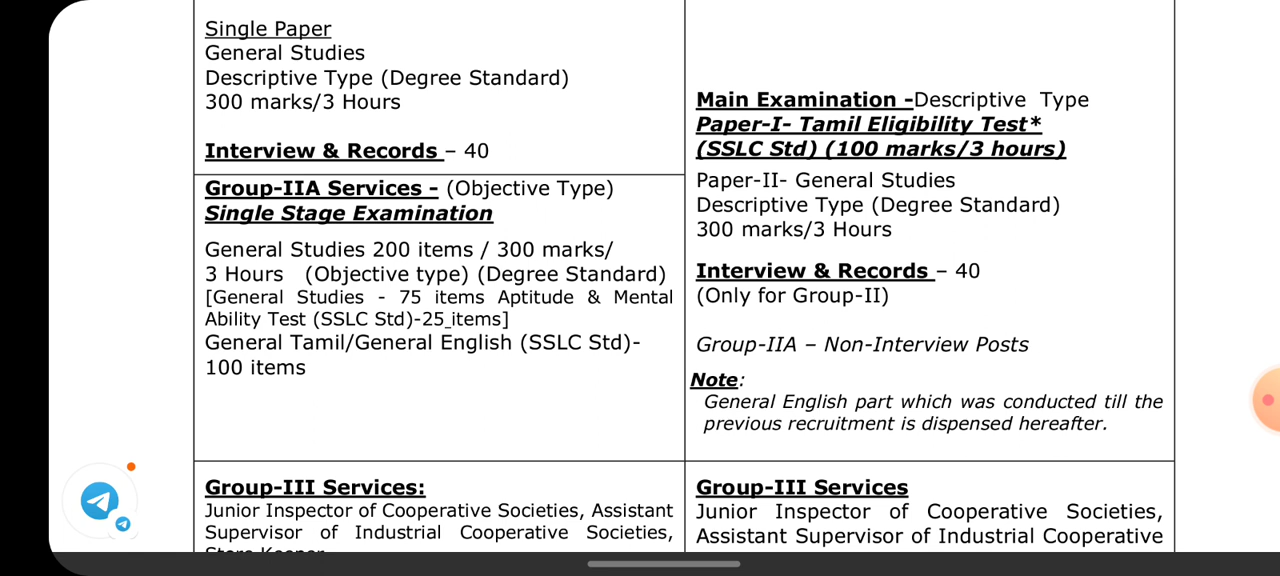 Single Paper
General Studies
Descriptive Type (Degree Standard)
300 marks/3 Hours
Interview & Records – 40
Group-IIA Services - (Objective Type)
Single Stage Examination
General Studies 200 items / 300 marks/
3 Hours (Objective type) (Degree Standard)
[General Studies - 75 items Aptitude & Mental
Ability Test (SSLC Std)-25 items]
General Tamil/General English (SSLC Std)-
100 items
Main Examination -Descriptive Type
Paper-I- Tamil Eligibility Test*
(SSLC Std) (100 marks/3 hours)
Paper-II- General Studies
Descriptive Type (Degree Standard)
300 marks/3 Hours
Interview & Records – 40
(Only for Group-II)
Group-IIA – Non-Interview Posts
Note:
General English part which was conducted till the
previous recruitment is dispensed hereafter.
Group-III Services:
Junior Inspector of Cooperative Societies, Assistant
Supervisor of Industrial Cooperative Societies,
Store Keeper
Group-III Services
Junior Inspector of Cooperative Societies,
Assistant Supervisor of Industrial Cooperative